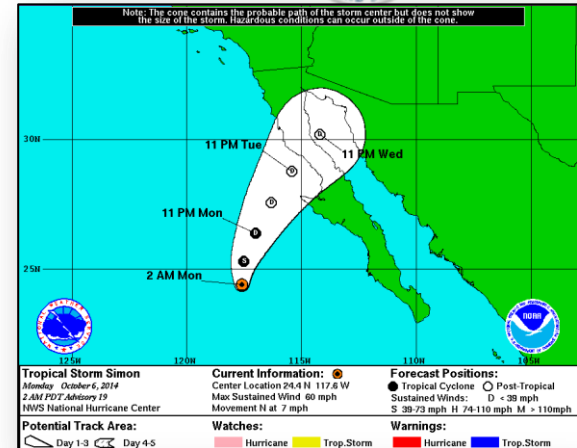 Note: The cone contains the probable path of the storm center but does not show
the size of the storm. Hazardous conditions can occur outside of the cone.
30N
11 PM Tue
D
11 PM Wed
D
D
11 PM Mon
D
S
2 AM Mon
25N
NATIONAL WEATHER SERVICE
NOAA
125W
120W
115W
110W
105W
Tropical Storm Simon
Monday October 6, 2014
2 AM PDT Advisory 19
NWS National Hurricane Center
Current Information:
Center Location 24.4 N 117.6 W
Max Sustained Wind 60 mph
Movement N at 7 mph
Forecast Positions:
Tropical Cyclone Post-Tropical
Sustained Winds: D < 39 mph
S 39-73 mph H 74-110 mph M > 110mph
Potential Track Area:
Day 1-3 Day 4-5
Watches:
Hurricane Trop.Storm
Warnings:
Hurricane Trop.Storm